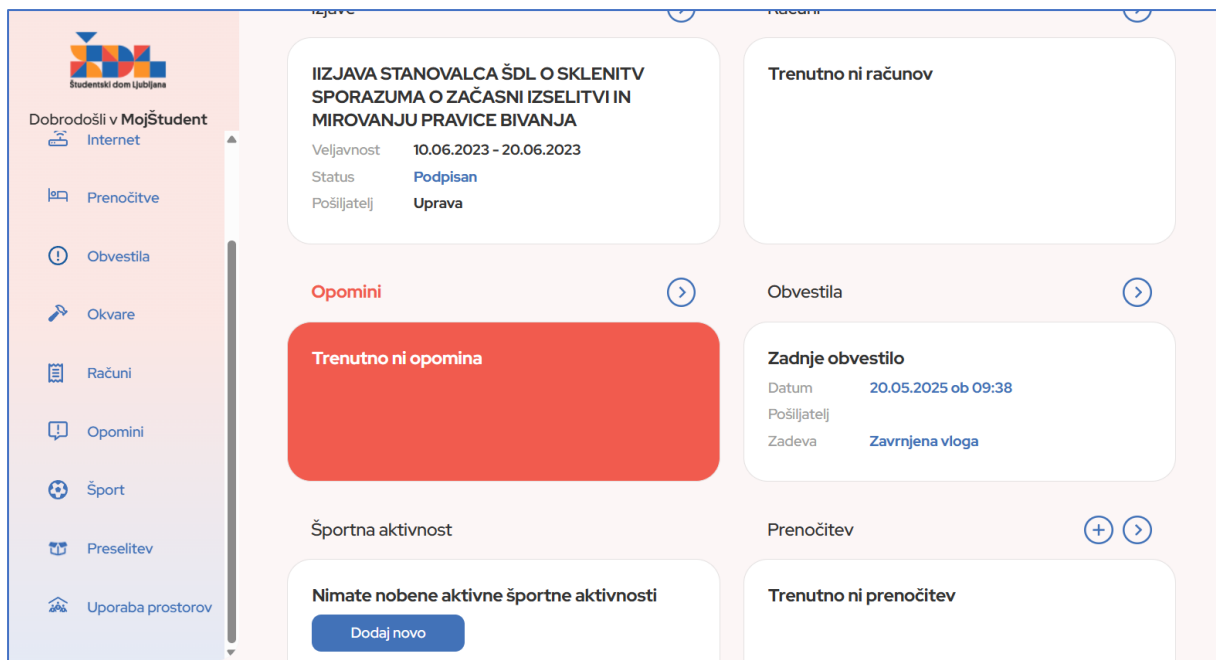 ŠDL
Študentski dom Ljubljana
Dobrodošli v MojŠtudent
Internet
Prenočitve
Obvestila
Okvare
Računi
Opomini
Šport
Preselitev
Uporaba prostorov
Izjave
IIZJAVA STANOVALCA ŠDL O SKLENITV
SPORAZUMA O ZAČASNI IZSELITVI IN
MIROVANJU PRAVICE BIVANJA
Veljavnost 10.06.2023 - 20.06.2023
Status Podpisan
Pošiljatelj Uprava
Računi
Trenutno ni računov
Opomini
Trenutno ni opomina
Obvestila
Zadnje obvestilo
Datum 20.05.2025 ob 09:38
Pošiljatelj
Zadeva Zavrnjena vloga
Športna aktivnost
Nimate nobene aktivne športne aktivnosti
Dodaj novo
Prenočitev
Trenutno ni prenočitev